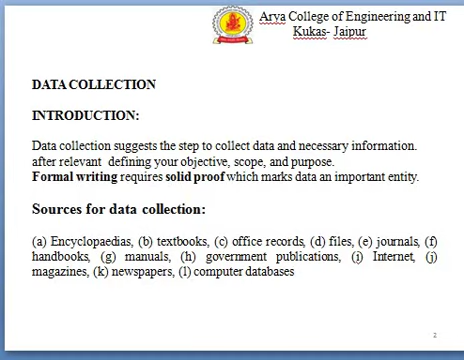 Arya College of Engineering and IT
Kukas- Jaipur
DATA COLLECTION
INTRODUCTION:
Data collection suggests the step to collect data and necessary information.
after relevant defining your objective, scope, and purpose.
Formal writing requires solid proof which marks data an important entity.
Sources for data collection:
(a) Encyclopaedias, (b) textbooks, (c) office records, (d) files, (e) journals, (f)
handbooks, (g) manuals, (h) government publications, (i) Internet, (j)
magazines, (k) newspapers, (l) computer databases
2